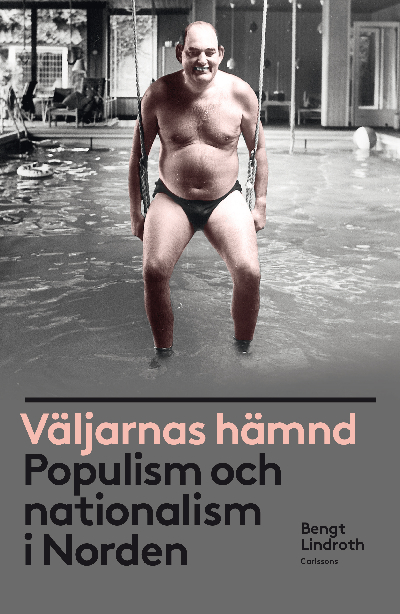 Väljarnas hämnd
Populism och
nationalism
i Norden
Bengt
Lindroth
Carlssons